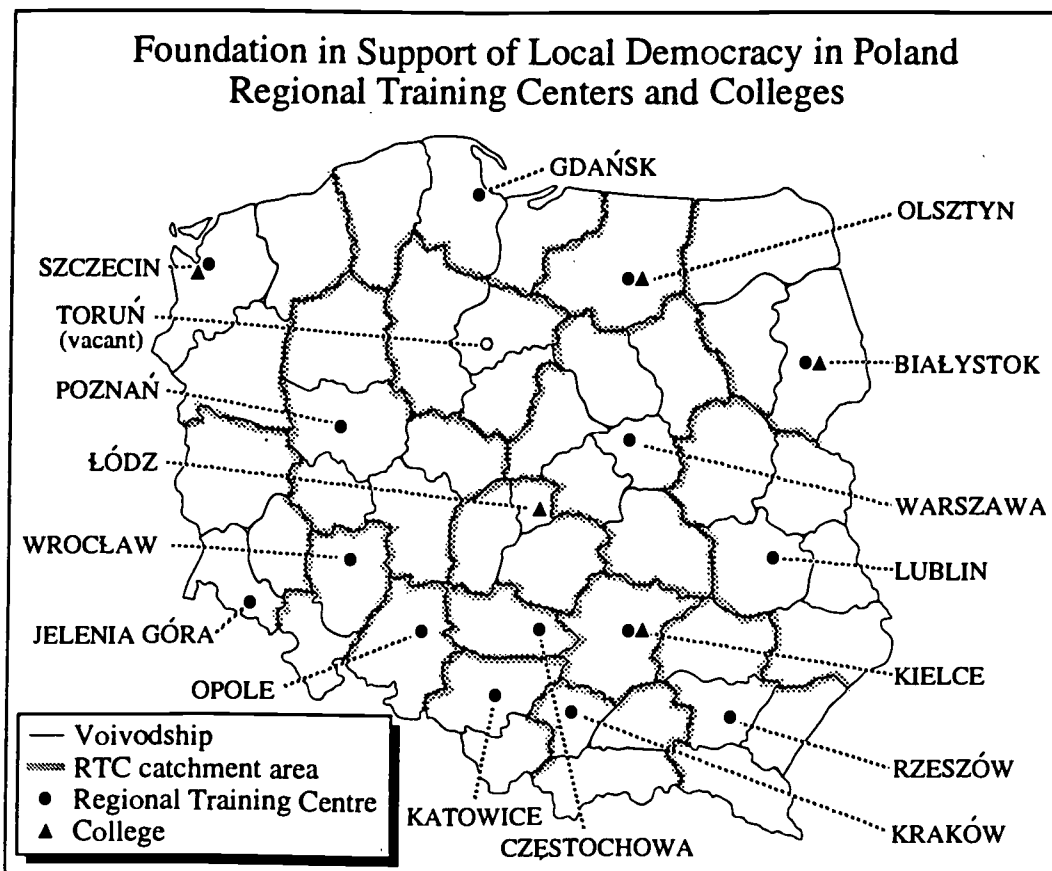 Foundation in Support of Local Democracy in Poland
Regional Training Centers and Colleges
GDAŃSK
OLSZTYN
SZCZECIN
TORUŃ
(vacant)
BIAŁYSTOK
POZNAŃ
ŁÓDZ
WARSZAWA
WROCŁAW
LUBLIN
JELENIA GÓRA
KIELCE
OPOLE
Voivodship
RTC catchment area
Regional Training Centre
College
RZESZÓW
KATOWICE
KRAKÓW
CZĘSTOCHOWA